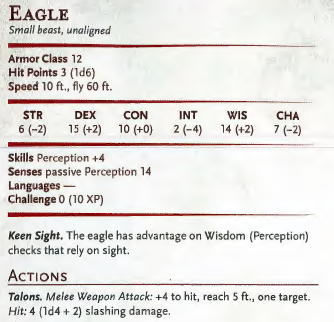 EAGLE
Small beast, unaligned
Armor Class 12
Hit Points 3 (1d6)
Speed 10 ft., fly 60 ft.
STR DEX CON INT WIS CHA
6 (–2) 15 (+2) 10 (+0) 2 (–4) 14 (+2) 7 (–2)
Skills Perception +4
Senses passive Perception 14
Languages —
Challenge 0 (10 XP)
Keen Sight. The eagle has advantage on Wisdom (Perception)
checks that rely on sight.
ACTIONS
Talons. Melee Weapon Attack: +4 to hit, reach 5 ft., one target.
Hit: 4 (1d4 + 2) slashing damage.